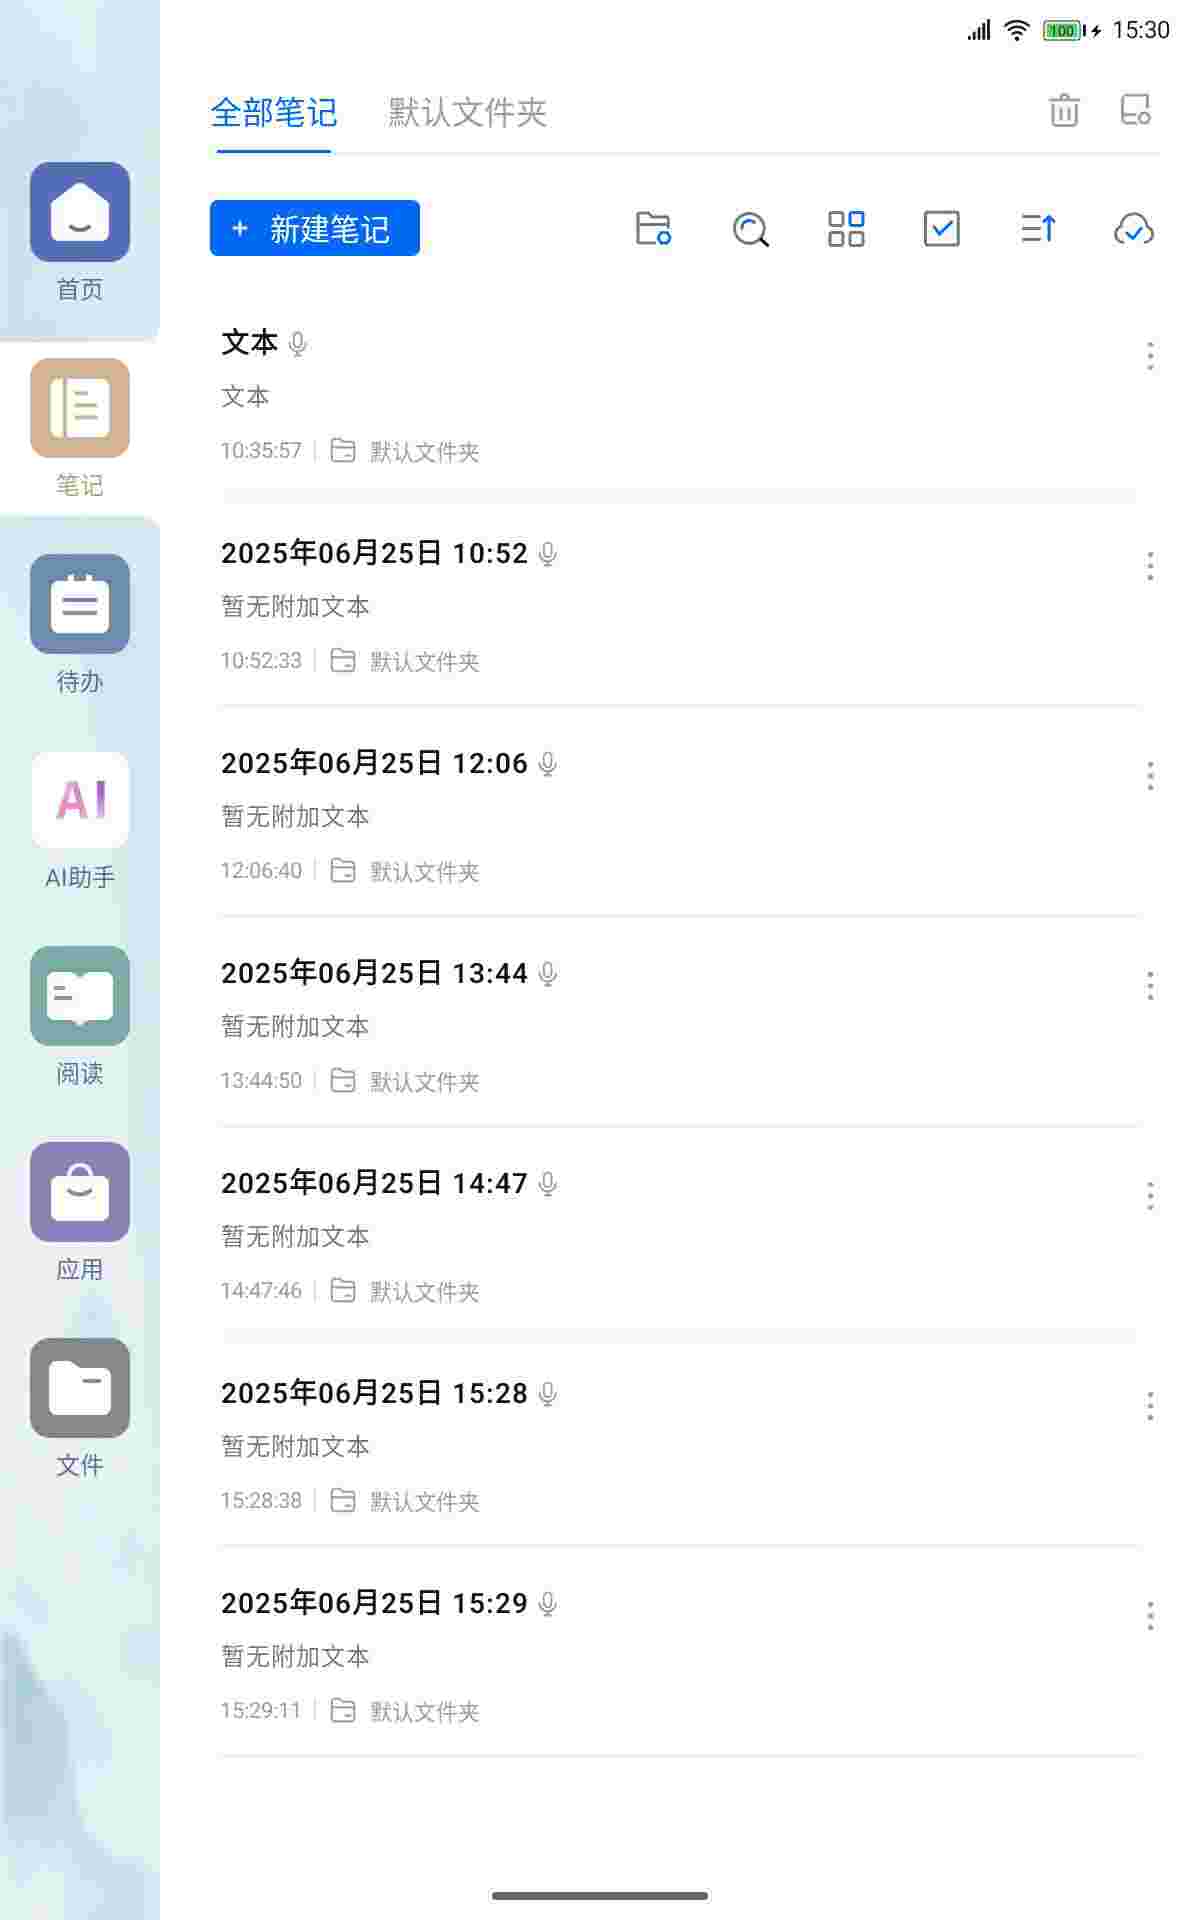 100 15:30
全部笔记 默认文件夹
+ 新建笔记
首页
笔记
待办
AI
AI助手
阅读
应用
文件
文本
文本
10:35:57 默认文件夹
2025年06月25日 10:52
暂无附加文本
10:52:33 默认文件夹
2025年06月25日 12:06
暂无附加文本
12:06:40 默认文件夹
2025年06月25日 13:44
暂无附加文本
13:44:50 默认文件夹
2025年06月25日 14:47
暂无附加文本
14:47:46 默认文件夹
2025年06月25日 15:28
暂无附加文本
15:28:38 默认文件夹
2025年06月25日 15:29
暂无附加文本
15:29:11 默认文件夹